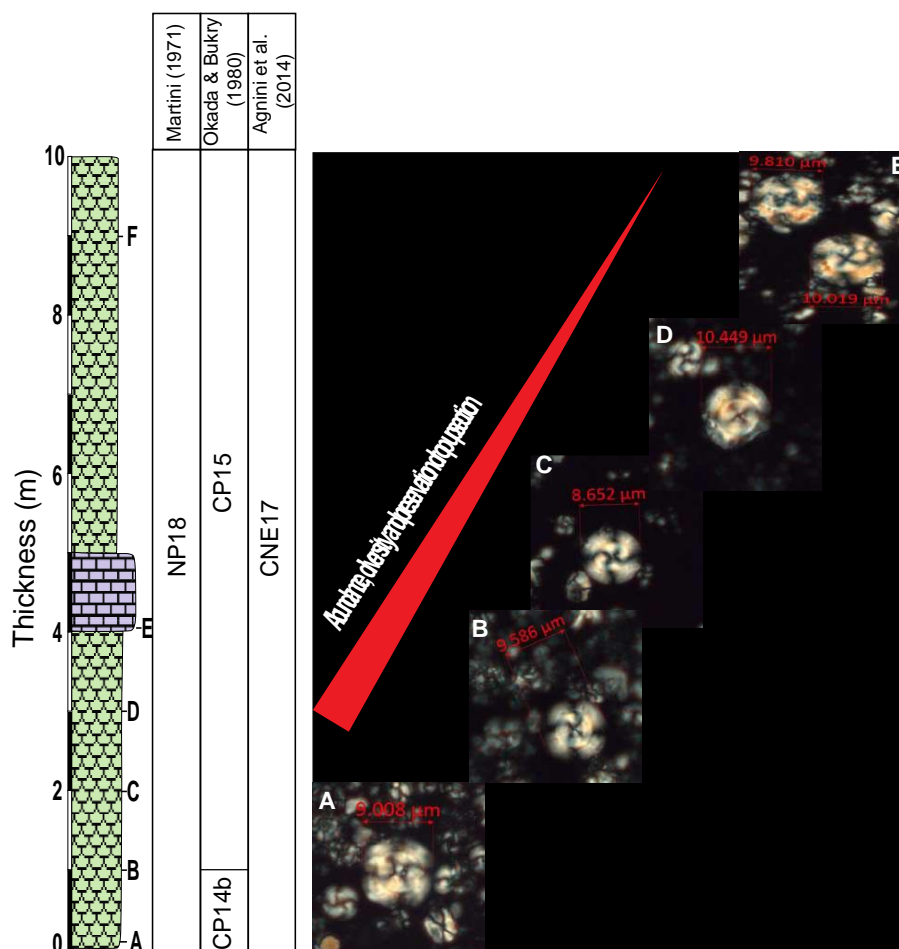 Martini (1971)
Okada & Bukry
(1980)
Agnini et al.
(2014)
Thickness (m)
10
8
6
4
2
0
F
E
D
C
B
A
NP18
CP15
CP14b
CNE17
9.810 µm
10.019 µm
D
10.449 µm
C
8.652 µm
B
9.586 µm
A
9.008 µm